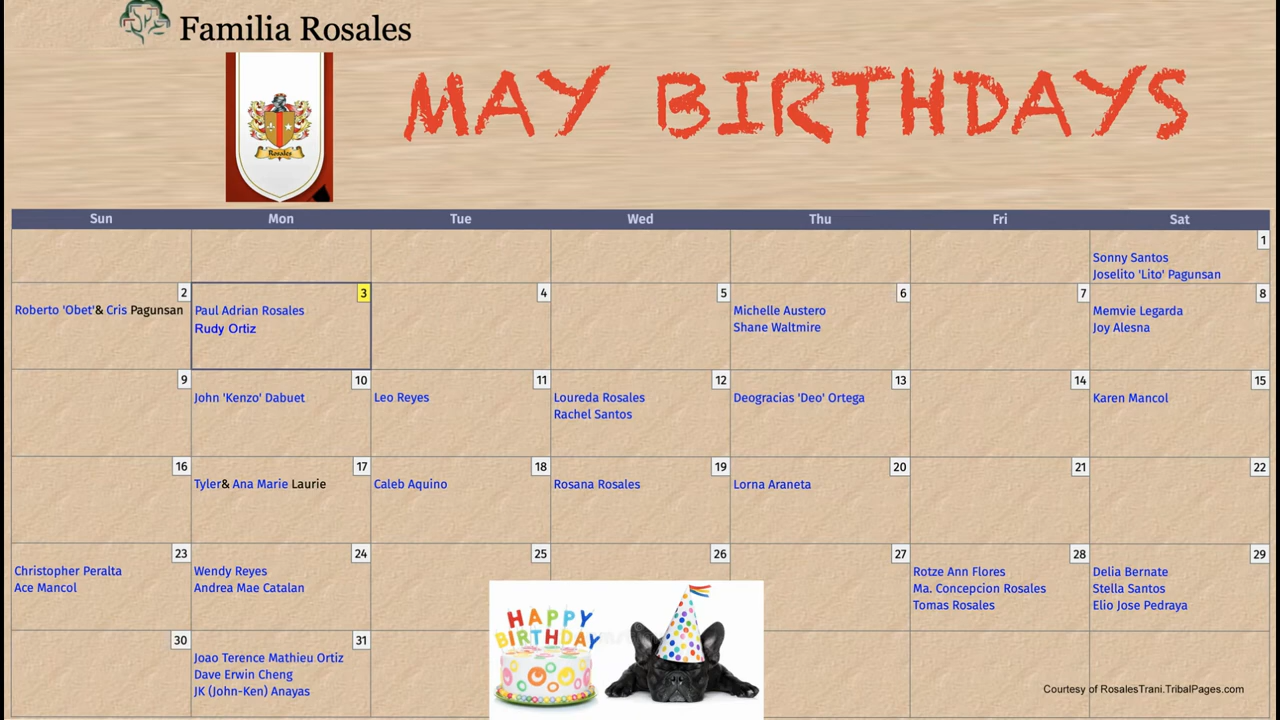 Familia Rosales
Rosales
MAY BIRTHDAYS
Sun Mon Tue Wed Thu Fri Sat
1
Sonny Santos
Joselito 'Lito' Pagunsan
2
Roberto 'Obet'& Cris Pagunsan
3
Paul Adrian Rosales
Rudy Ortiz
4
5
6
Michelle Austero
Shane Waltmire
7
8
Memvie Legarda
Joy Alesna
9
10
John 'Kenzo' Dabuet
11
Leo Reyes
12
Loureda Rosales
Rachel Santos
13
Deogracias 'Deo' Ortega
14
15
Karen Mancol
16
17
Tyler& Ana Marie Laurie
18
Caleb Aquino
19
Rosana Rosales
20
Lorna Araneta
21
22
23
Christopher Peralta
Ace Mancol
24
Wendy Reyes
Andrea Mae Catalan
25
26
27
28
Rotze Ann Flores
Ma. Concepcion Rosales
Tomas Rosales
29
Delia Bernate
Stella Santos
Elio Jose Pedraya
30
31
Joao Terence Mathieu Ortiz
Dave Erwin Cheng
JK (John-Ken) Anayas
HAPPY
BIRTHDAY
Courtesy of RosalesTrani.TribalPages.com